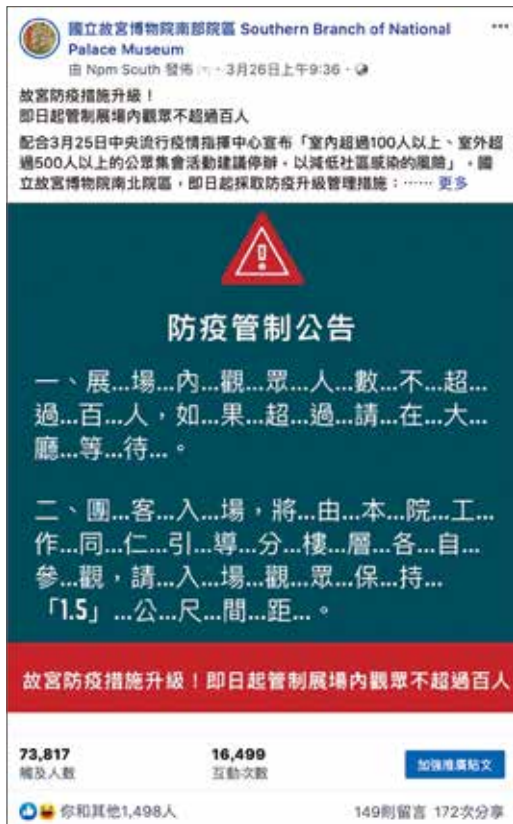 國立故宮博物院南部院區 Southern Branch of National
Palace Museum
由 Npm South 發佈 · 3月26日上午9:36 ·
故宮防疫措施升級！
即日起管制展場內觀眾不超過百人
配合3月25日中央流行疫情指揮中心宣布「室內超過100人以上、室外超
過500人以上的公眾集會活動建議停辦，以減低社區感染的風險」，國
立故宮博物院南北院區，即日起採取防疫升級管理措施：⋯⋯ 更多
防疫管制公告
一、展...場...內...觀...眾...人...數...不...超...
過...百...人，如...果...超...過...請...在...大...
廳...等...待...。
二、團...客...入...場，將...由...本...院...工...
作...同...仁...引...導...分...樓...層...各...自...
參...觀，請...入...場...觀...眾...保...持...
「1.5」...公...尺...間...距...。
故宮防疫措施升級！即日起管制展場內觀眾不超過百人
73,817
觸及人數
16,499
互動次數
加強推廣貼文
你和其他1,498人
149則留言 172次分享